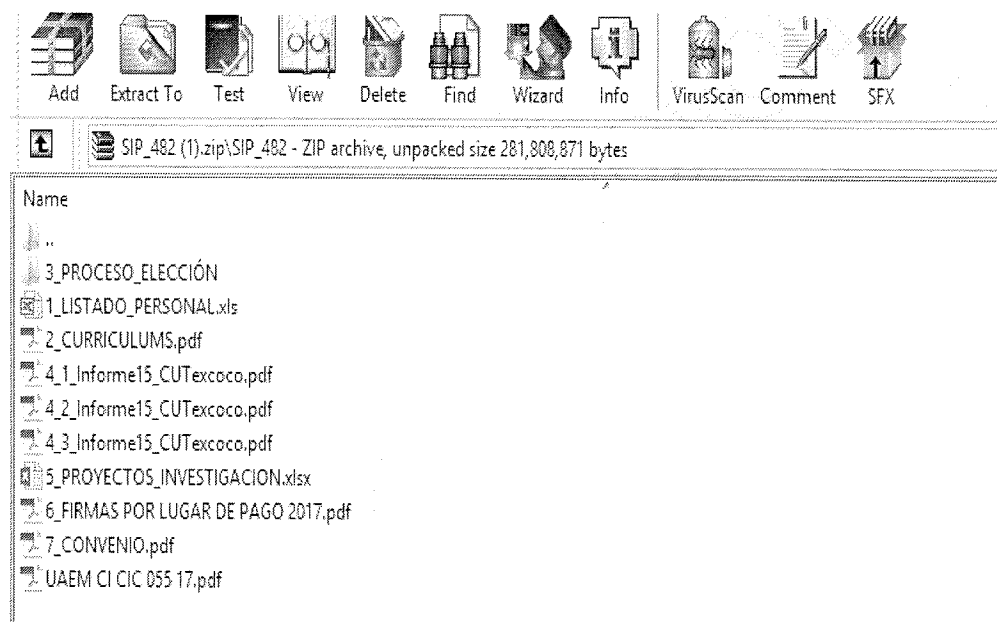 Add Extract To Test View Delete Find Wizard Info VirusScan Comment SFX
SIP_482 (1).zip\SIP_482 - ZIP archive, unpacked size 281,808,871 bytes
Name
..
3_PROCESO_ELECCIÓN
1_LISTADO_PERSONAL.xls
2_CURRICULUMS.pdf
4_1_Informe15_CUTexcoco.pdf
4_2_Informe15_CUTexcoco.pdf
4_3_Informe15_CUTexcoco.pdf
5_PROYECTOS_INVESTIGACION.xlsx
6_FIRMAS POR LUGAR DE PAGO 2017.pdf
7_CONVENIO.pdf
UAEM CI CIC 055 17.pdf